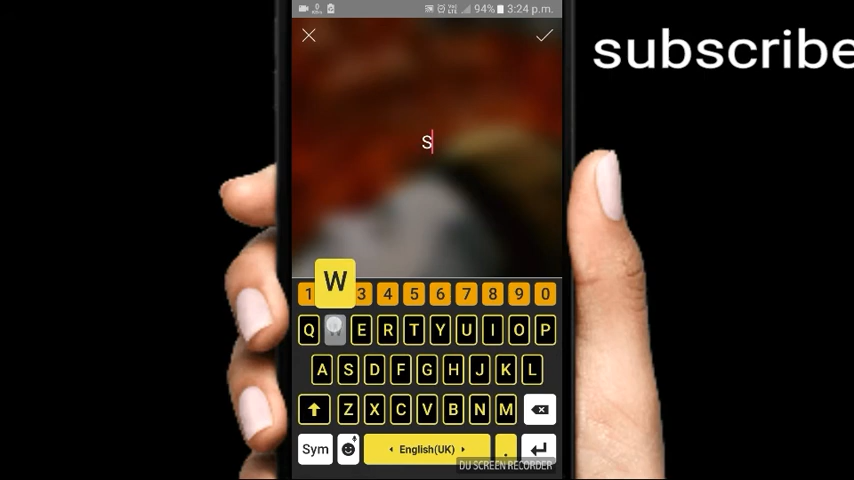 94% 3:24 p.m.
subscribe
S
W
1 3 4 5 6 7 8 9 0
Q E R T Y U I O P
A S D F G H J K L
Z X C V B N M
Sym English(UK) .
DU SCREEN RECORDER